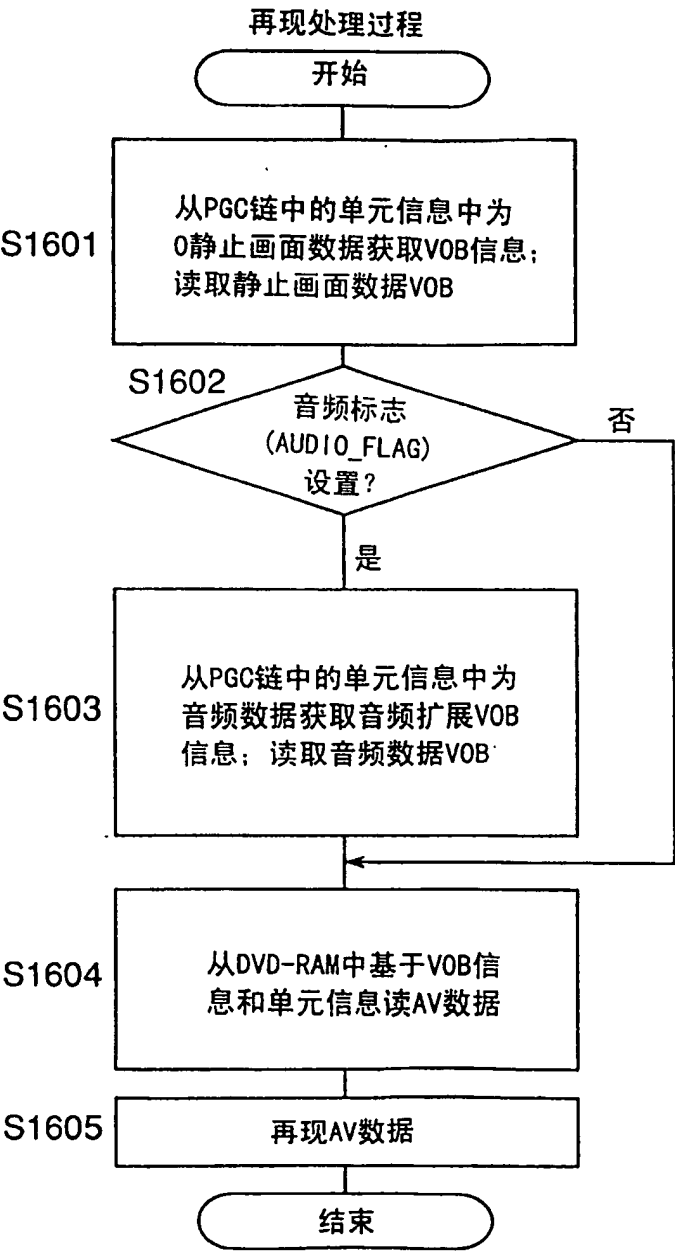 再现处理过程
开始
S1601
从PGC链中的单元信息中为
0静止画面数据获取VOB信息;
读取静止画面数据VOB
S1602
音频标志
(AUDIO_FLAG)
设置?
否
是
S1603
从PGC链中的单元信息中为
音频数据获取音频扩展VOB
信息; 读取音频数据VOB
S1604
从DVD-RAM中基于VOB信
息和单元信息读AV数据
S1605
再现AV数据
结束